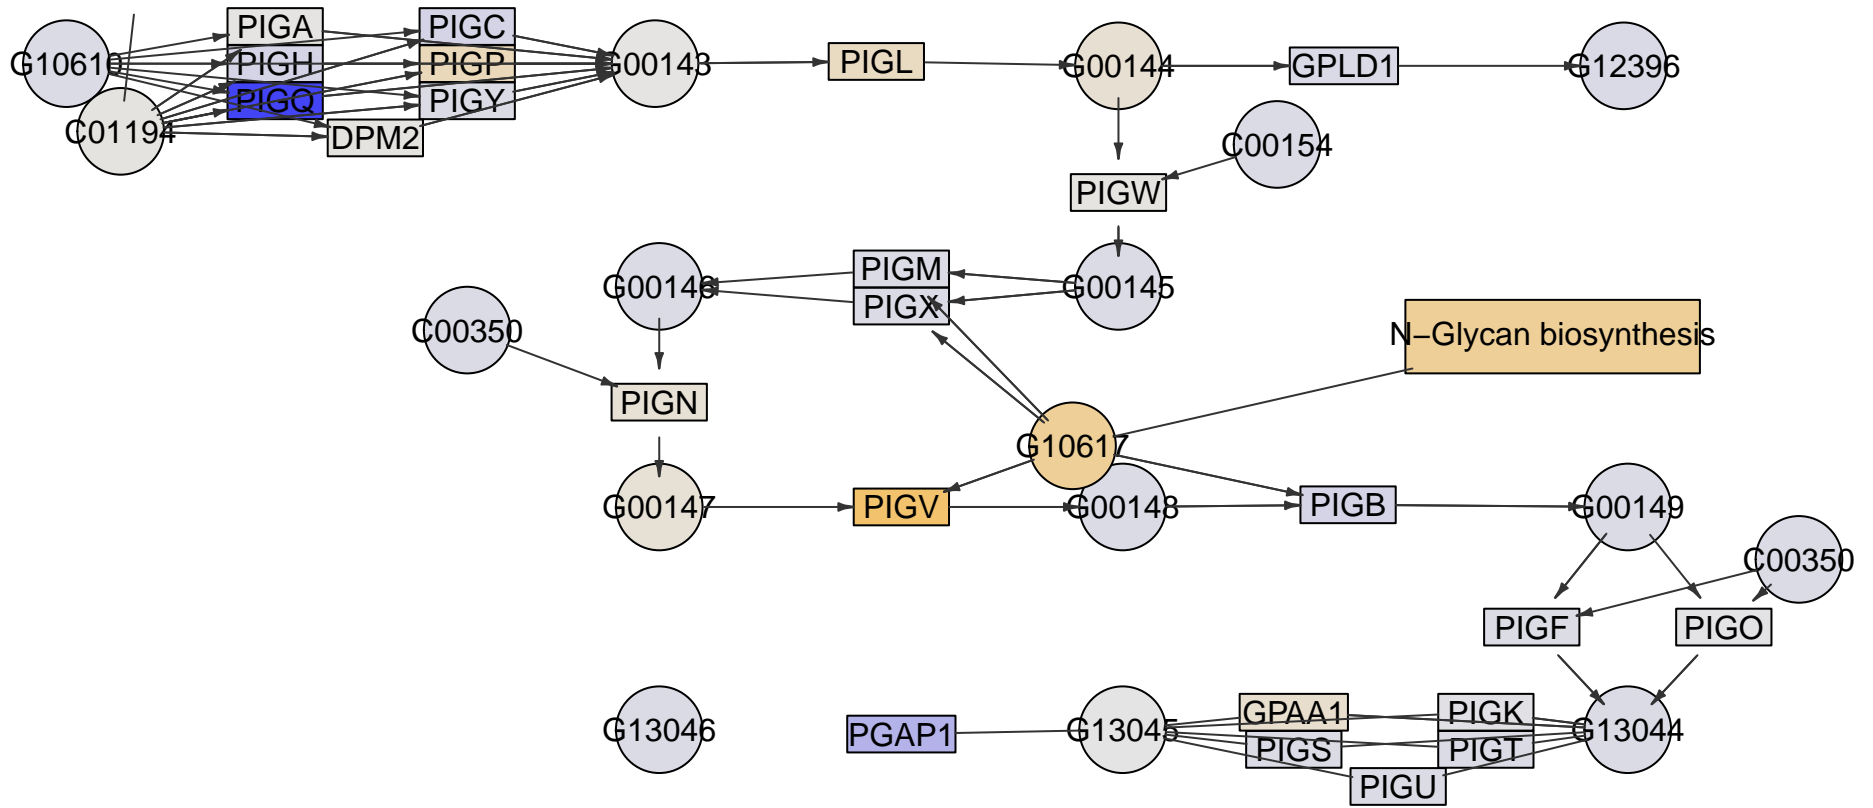 PIGA
PIGC
G10610
PIGH
PIGP
G00143
PIGL
G00144
GPLD1
G12396
PIGQ
PIGY
C01194
DPM2
C00154
PIGW
PIGM
G00146
G00145
PIGX
C00350
N−Glycan biosynthesis
PIGN
G10617
G00147
PIGV
G00148
PIGB
G00149
C00350
PIGF
PIGO
GPAA1
PIGK
G13046
PGAP1
G13045
G13044
PIGS
PIGT
PIGU